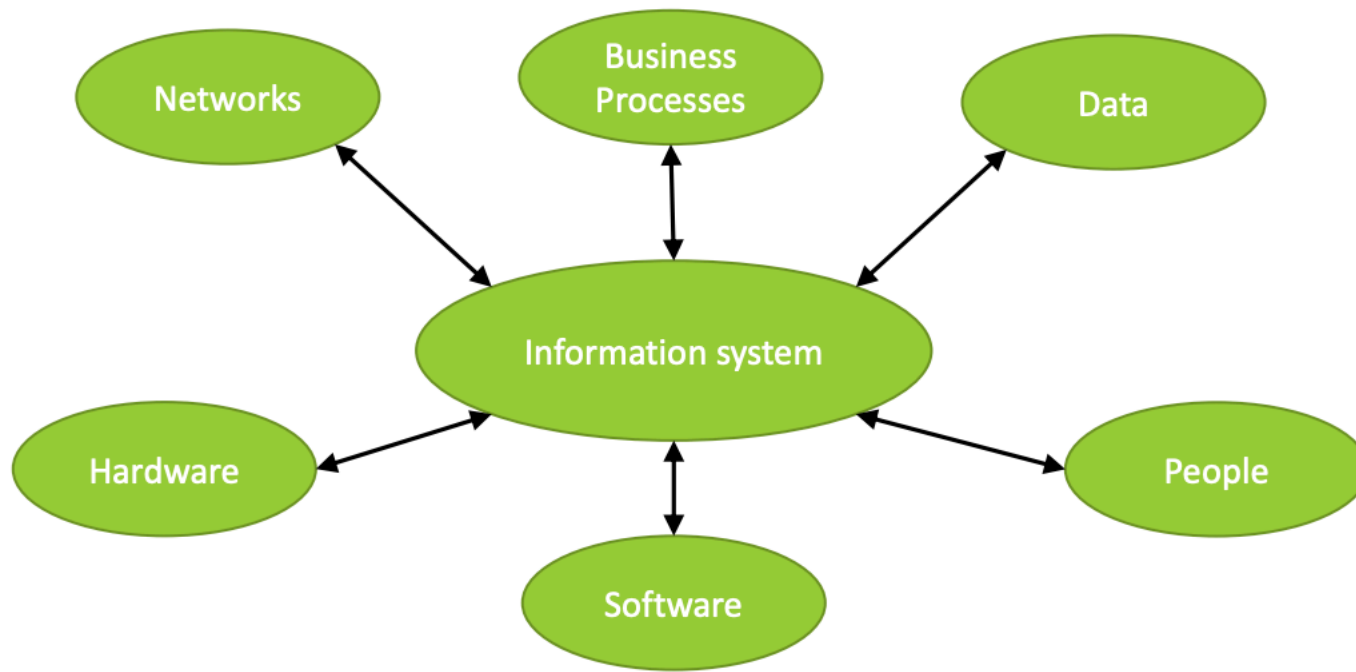 Networks
Business
Processes
Data
Information system
Hardware
People
Software